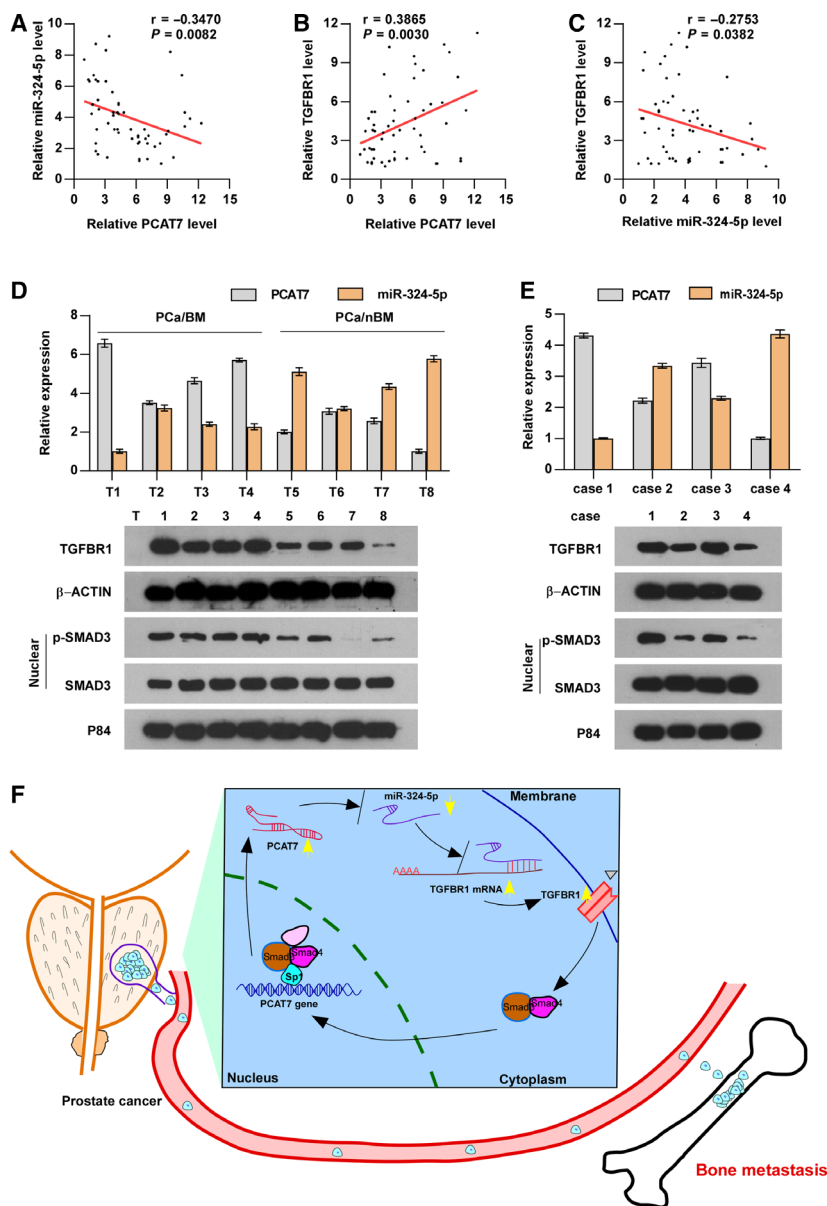 A
r = –0.3470
P = 0.0082
Relative miR-324-5p level
10
8
6
4
2
0
0 3 6 9 12 15
Relative PCAT7 level
B
r = 0.3865
P = 0.0030
Relative TGFBR1 level
12
9
6
3
0
0 3 6 9 12 15
Relative PCAT7 level
C
r = –0.2753
P = 0.0382
Relative TGFBR1 level
12
9
6
3
0
0 2 4 6 8 10
Relative miR-324-5p level
D
PCAT7 miR-324-5p
PCa/BM PCa/nBM
Relative expression
8
6
4
2
0
T1 T2 T3 T4 T5 T6 T7 T8
T 1 2 3 4 5 6 7 8
TGFBR1
β–ACTIN
Nuclear
p-SMAD3
SMAD3
P84
E
PCAT7 miR-324-5p
Relative expression
5
4
3
2
1
0
case 1 case 2 case 3 case 4
case 1 2 3 4
TGFBR1
β–ACTIN
Nuclear
p-SMAD3
SMAD3
P84
F
miR-324-5p
Membrane
PCAT7
AAAA
TGFBR1 mRNA
TGFBR1
Smad Smad4
Sp1
PCAT7 gene
Smad Smad4
Nucleus
Cytoplasm
Prostate cancer
Bone metastasis